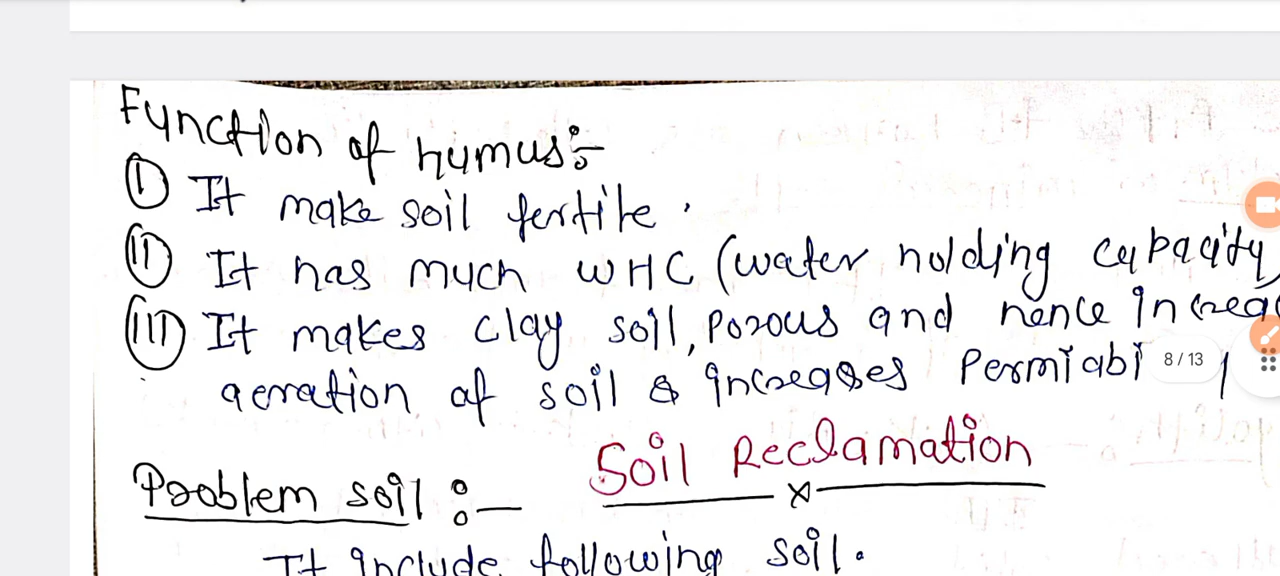 Function of humus:-
(I) It make soil fertile.
(II) It has much WHC (water holding capacity)
(III) It makes clay soil, porous and hence increa
aeration of soil & increases Permiabi
8 / 13
Soil Reclamation
Problem soil :-
It include following soil.